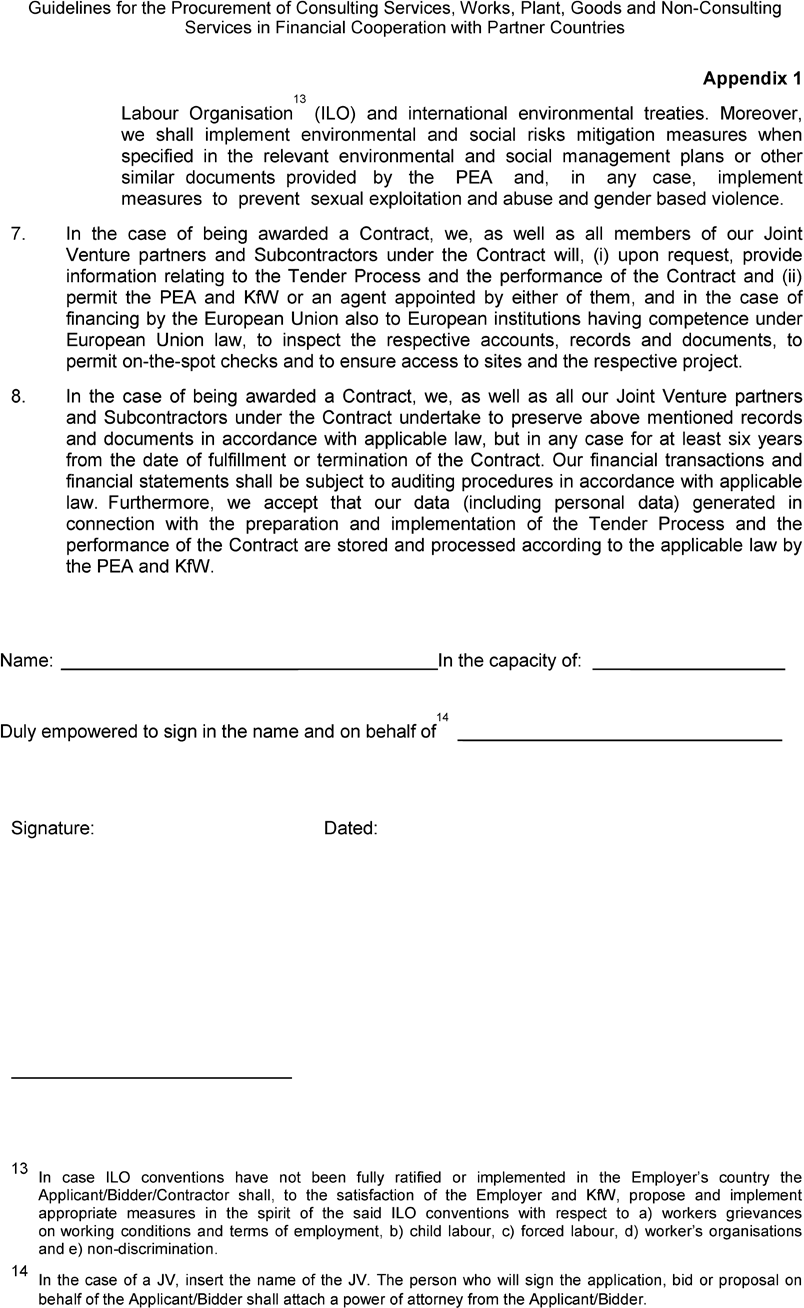 Guidelines for the Procurement of Consulting Services, Works, Plant, Goods and Non-Consulting
Services in Financial Cooperation with Partner Countries
Appendix 1
Labour Organisation13 (ILO) and international environmental treaties. Moreover,
we shall implement environmental and social risks mitigation measures when
specified in the relevant environmental and social management plans or other
similar documents provided by the PEA and, in any case, implement
measures to prevent sexual exploitation and abuse and gender based violence.
7. In the case of being awarded a Contract, we, as well as all members of our Joint
Venture partners and Subcontractors under the Contract will, (i) upon request, provide
information relating to the Tender Process and the performance of the Contract and (ii)
permit the PEA and KfW or an agent appointed by either of them, and in the case of
financing by the European Union also to European institutions having competence under
European Union law, to inspect the respective accounts, records and documents, to
permit on-the-spot checks and to ensure access to sites and the respective project.
8. In the case of being awarded a Contract, we, as well as all our Joint Venture partners
and Subcontractors under the Contract undertake to preserve above mentioned records
and documents in accordance with applicable law, but in any case for at least six years
from the date of fulfillment or termination of the Contract. Our financial transactions and
financial statements shall be subject to auditing procedures in accordance with applicable
law. Furthermore, we accept that our data (including personal data) generated in
connection with the preparation and implementation of the Tender Process and the
performance of the Contract are stored and processed according to the applicable law by
the PEA and KfW.
Name: ______________________ In the capacity of: ______________________
Duly empowered to sign in the name and on behalf of14 ______________________
Signature: Dated:
13 In case ILO conventions have not been fully ratified or implemented in the Employer's country the
Applicant/Bidder/Contractor shall, to the satisfaction of the Employer and KfW, propose and implement
appropriate measures in the spirit of the said ILO conventions with respect to a) workers grievances
on working conditions and terms of employment, b) child labour, c) forced labour, d) worker's organisations
and e) non-discrimination.
14 In the case of a JV, insert the name of the JV. The person who will sign the application, bid or proposal on
behalf of the Applicant/Bidder shall attach a power of attorney from the Applicant/Bidder.